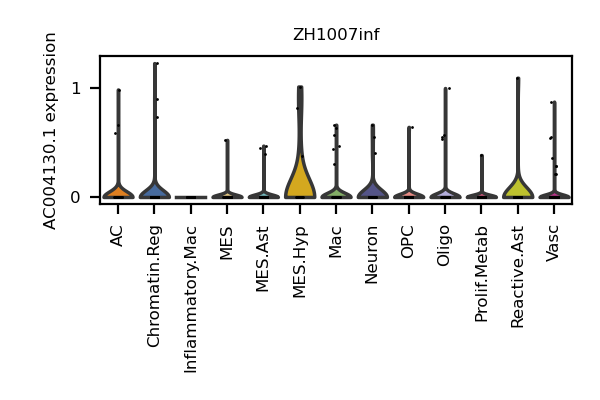 ZH1007inf
AC004130.1 expression
1
0
AC
Chromatin.Reg
Inflammatory.Mac
MES
MES.Ast
MES.Hyp
Mac
Neuron
OPC
Oligo
Prolif.Metab
Reactive.Ast
Vasc